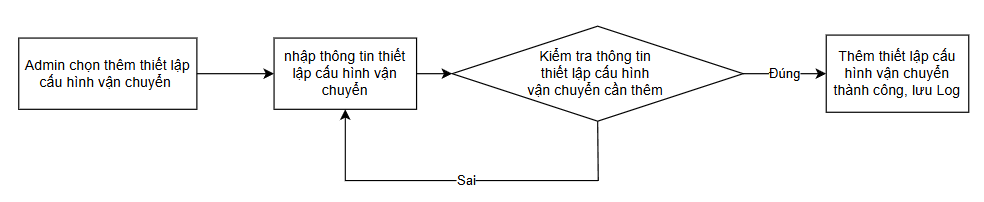 Admin chọn thêm thiết lập
cấu hình vận chuyển
nhập thông tin thiết
lập cấu hình vận
chuyển
Kiểm tra thông tin
thiết lập cấu hình
vận chuyển cần thêm
Đúng
Thêm thiết lập cấu
hình vận chuyển
thành công, lưu Log
Sai